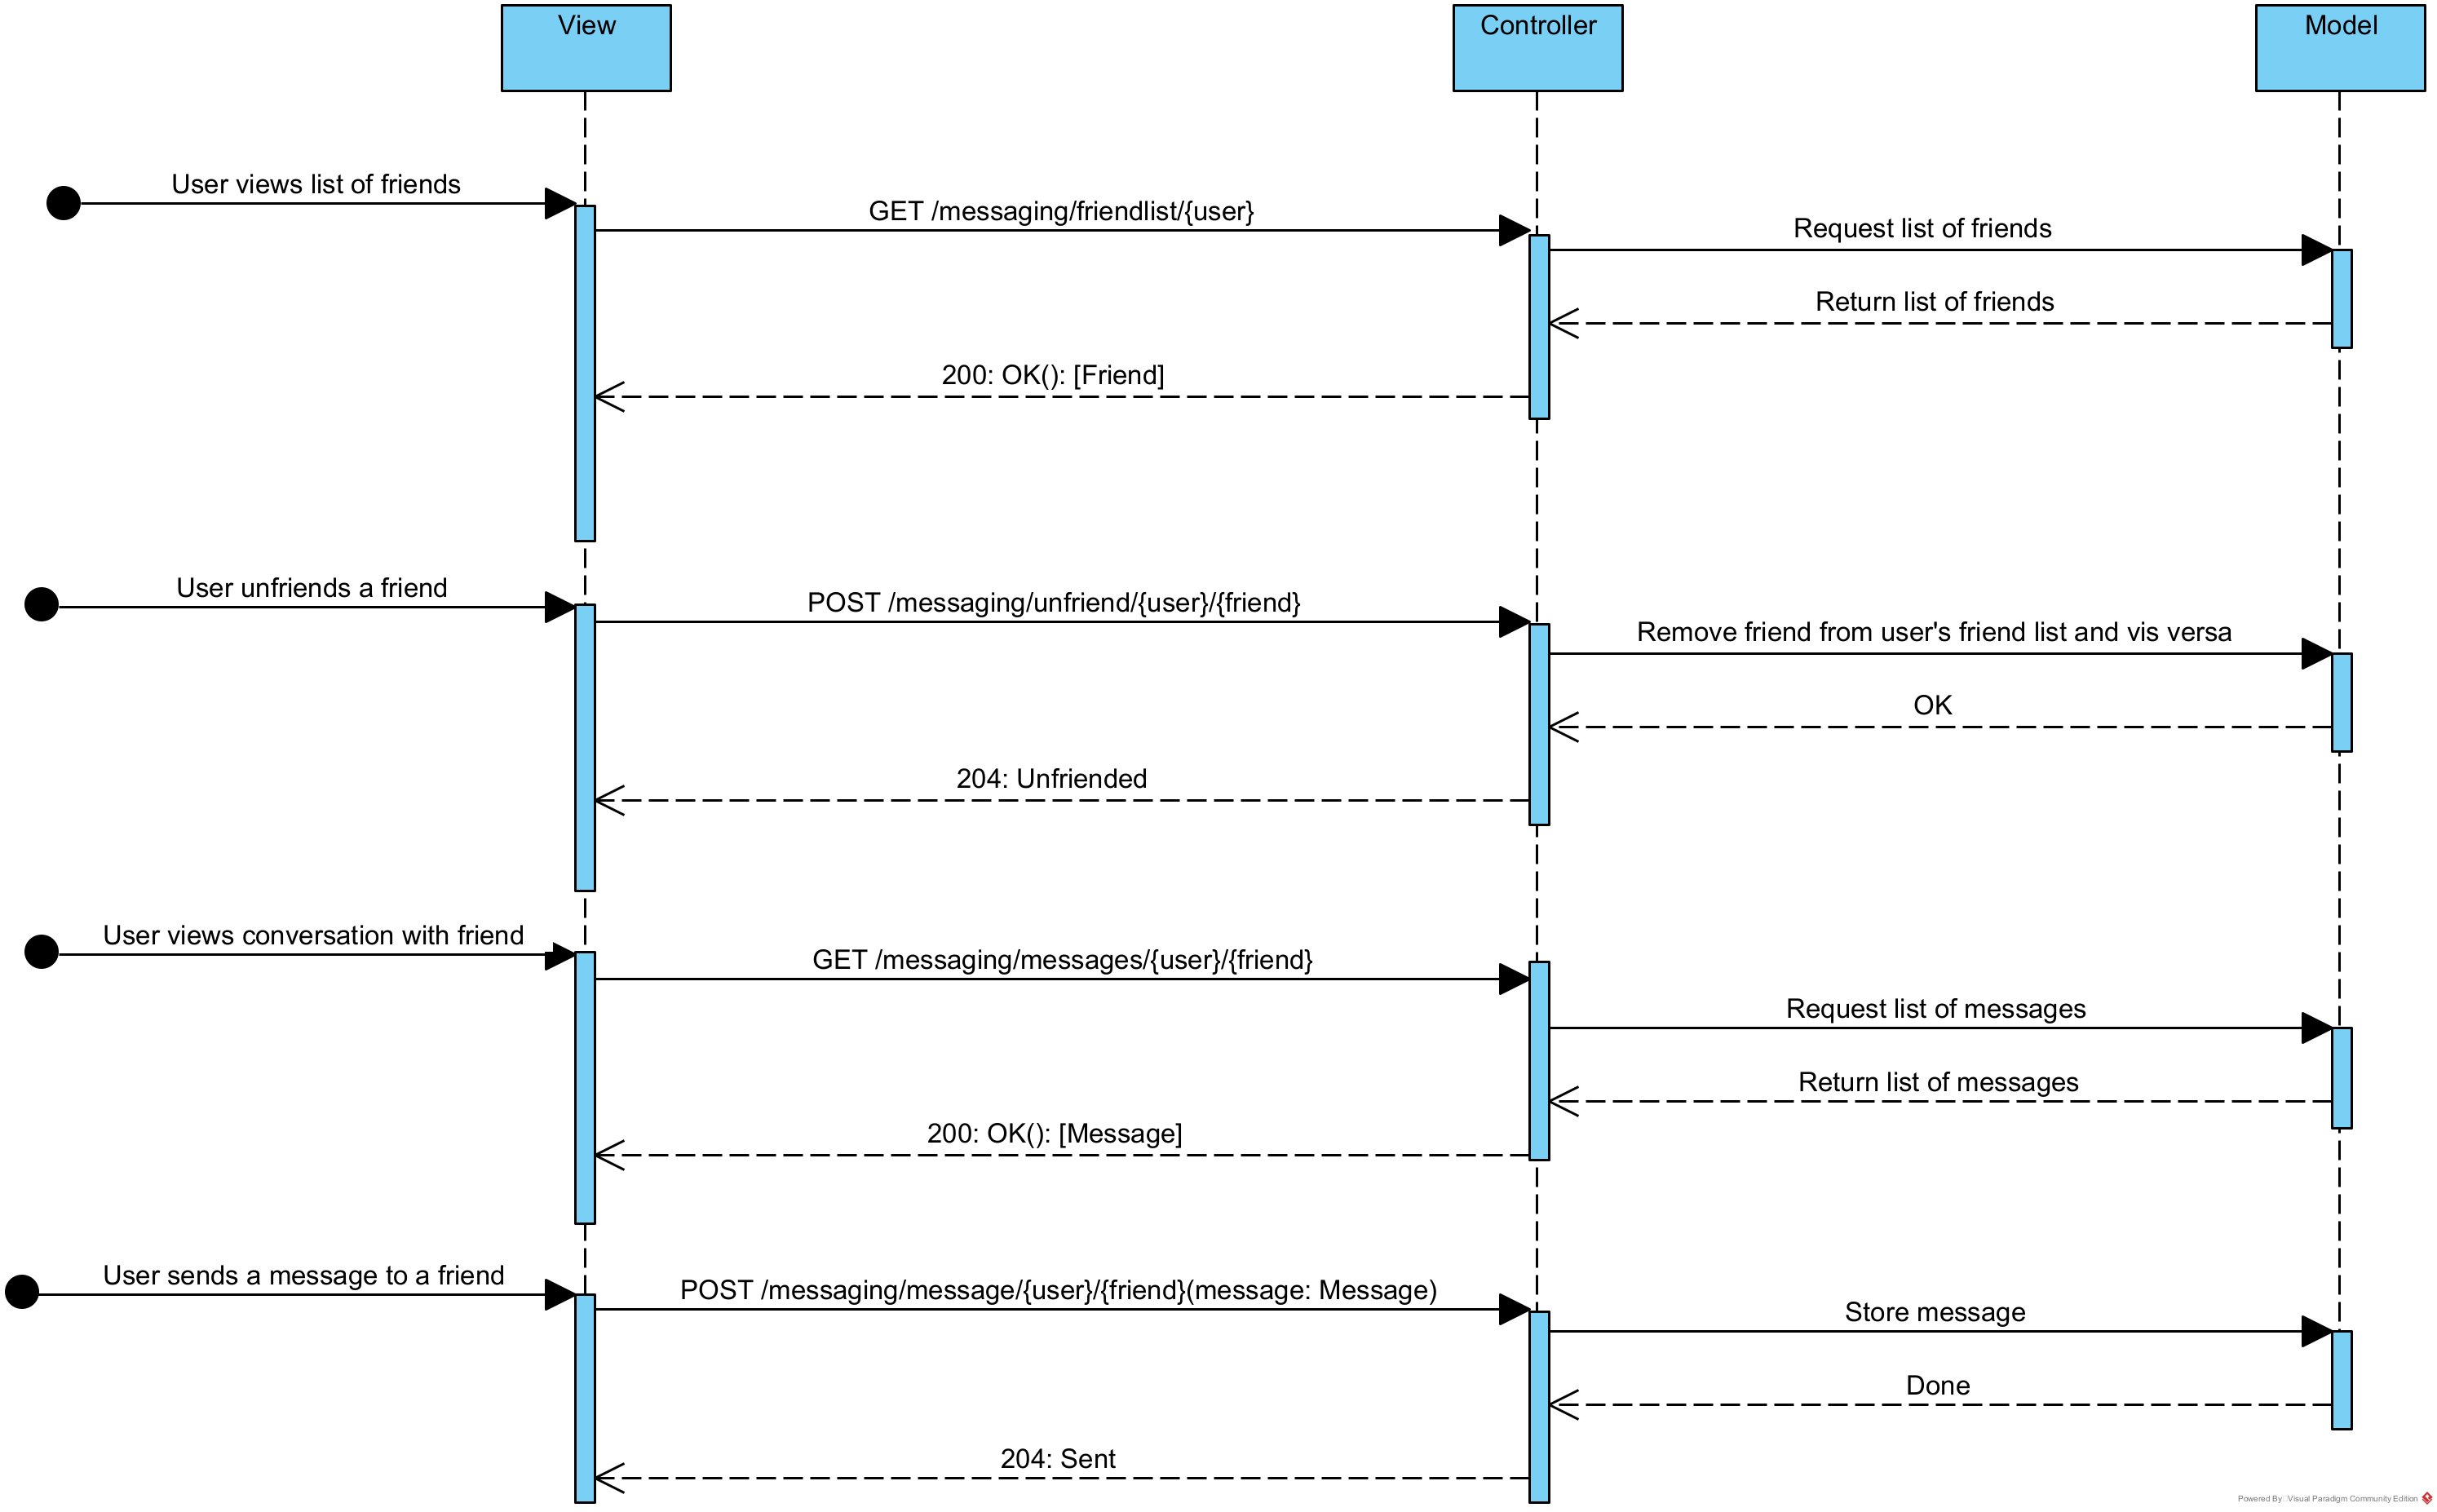 View
Controller
Model
User views list of friends
GET /messaging/friendlist/{user}
Request list of friends
Return list of friends
200: OK(): [Friend]
User unfriends a friend
POST /messaging/unfriend/{user}/{friend}
Remove friend from user's friend list and vis versa
OK
204: Unfriended
User views conversation with friend
GET /messaging/messages/{user}/{friend}
Request list of messages
Return list of messages
200: OK(): [Message]
User sends a message to a friend
POST /messaging/message/{user}/{friend}(message: Message)
Store message
Done
204: Sent
Powered By Visual Paradigm Community Edition